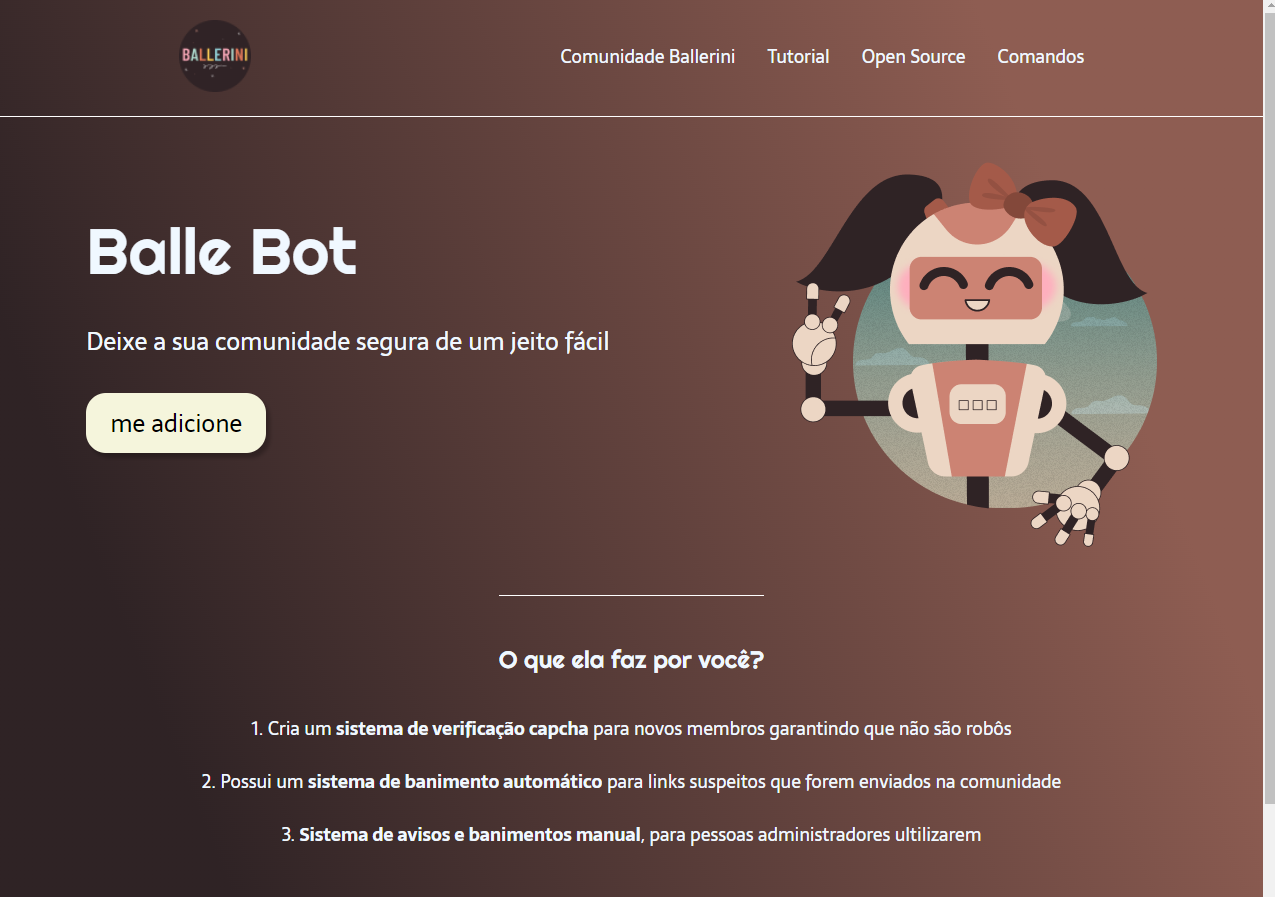 BALLERINI
Comunidade Ballerini Tutorial Open Source Comandos
Balle Bot
Deixe a sua comunidade segura de um jeito fácil
me adicione
O que ela faz por você?
1. Cria um sistema de verificação capcha para novos membros garantindo que não são robôs
2. Possui um sistema de banimento automático para links suspeitos que forem enviados na comunidade
3. Sistema de avisos e banimentos manual, para pessoas administradores ultilizarem